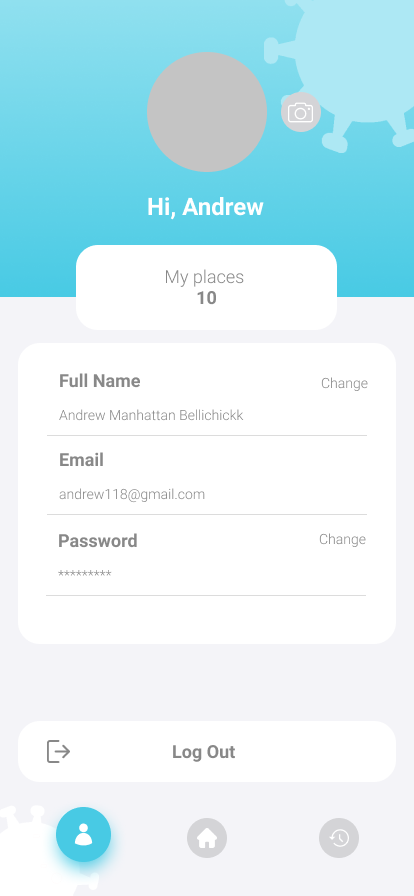 Hi, Andrew
My places
10
Full Name
Change
Andrew Manhattan Bellichickk
Email
andrew118@gmail.com
Password
Change
*********
Log Out